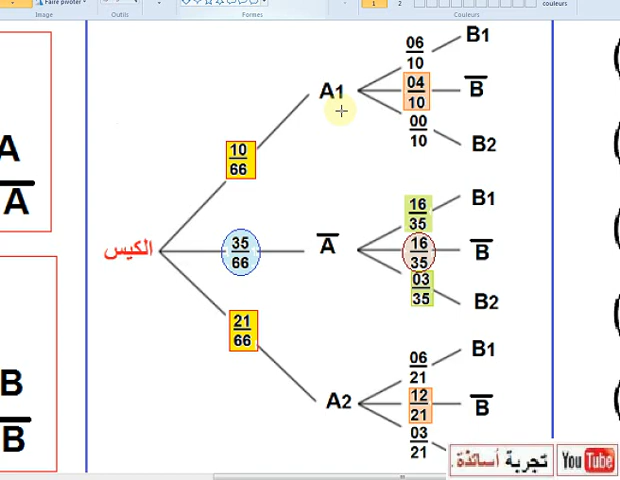 Faire pivoter
Image
Outils
Formes
1
2
Couleurs
couleurs
A
A̅
B
B̅
الكيس
10/66
35/66
21/66
A1
A̅
A2
06/10
B1
04/10
B̅
00/10
B2
16/35
B1
16/35
B̅
03/35
B2
06/21
B1
12/21
B̅
03/21
تجربة أساتذة.
YouTube